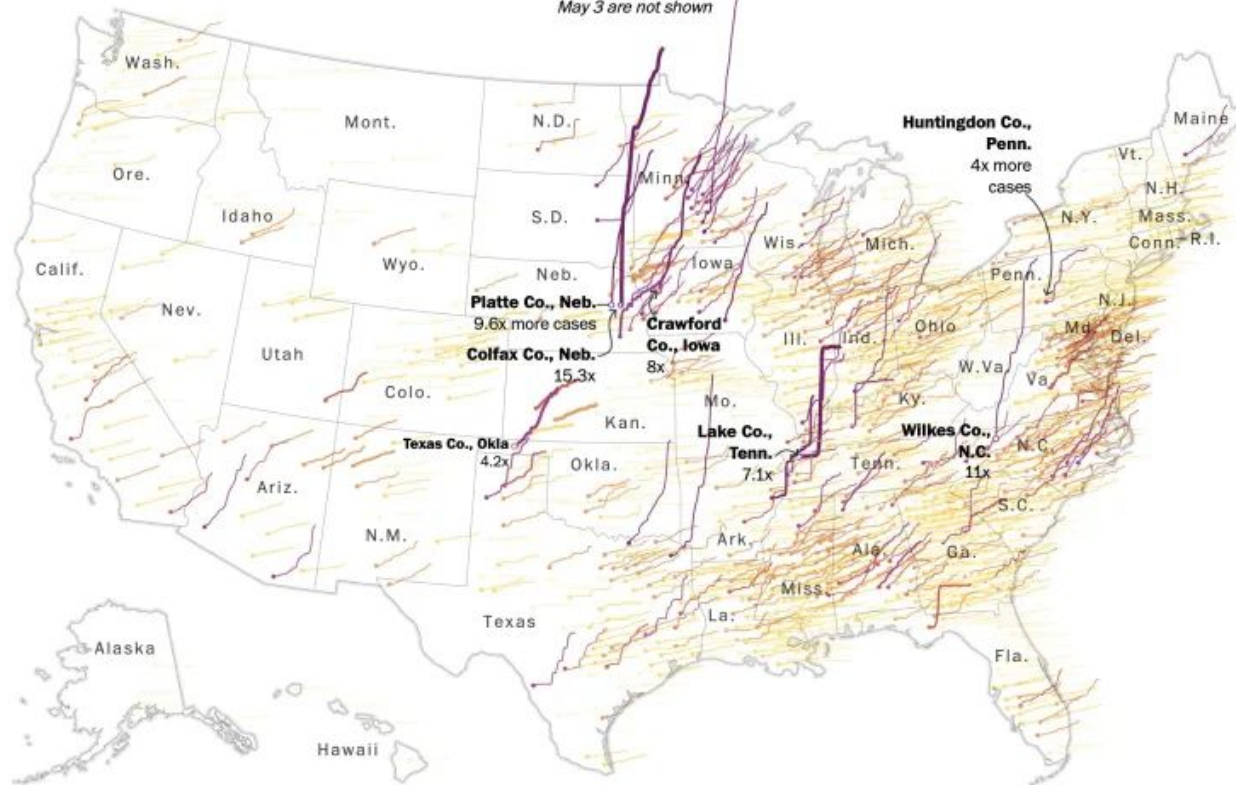 May 3 are not shown
Wash.
Mont.
N.D.
Minn.
Huntingdon Co.,
Penn.
4x more
cases
Maine
Vt.
N.H.
Ore.
Idaho
S.D.
Wis.
Mich.
N.Y.
Mass.
Conn.
R.I.
Calif.
Nev.
Wyo.
Neb.
Iowa
Penn.
N.J.
Platte Co., Neb.
9.6x more cases
Crawford
Co., Iowa
8x
Colfax Co., Neb.
15.3x
Utah
Colo.
Ill.
Ind.
Ohio
Md.
Del.
W.Va.
Va.
Kan.
Mo.
Ky.
Texas Co., Okla
4.2x
Okla.
Lake Co.,
Tenn.
7.1x
Tenn.
Wilkes Co.,
N.C.
11x
N.C.
S.C.
Ariz.
N.M.
Ark.
Miss.
Ala.
Ga.
Texas
La.
Fla.
Alaska
Hawaii